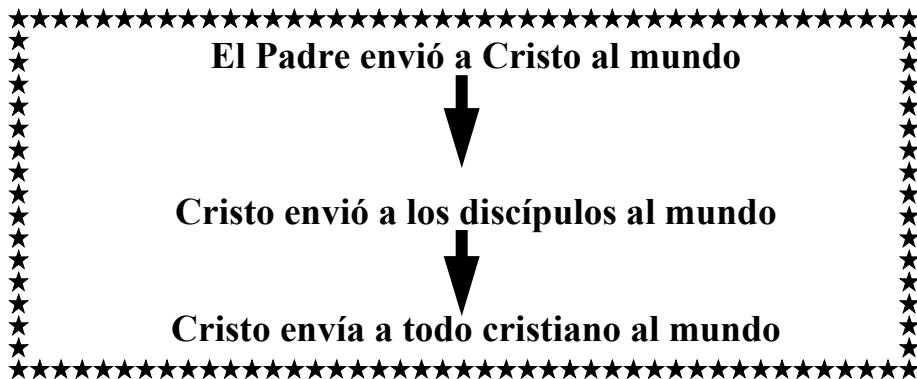 El Padre envió a Cristo al mundo
Cristo envió a los discípulos al mundo
Cristo envía a todo cristiano al mundo